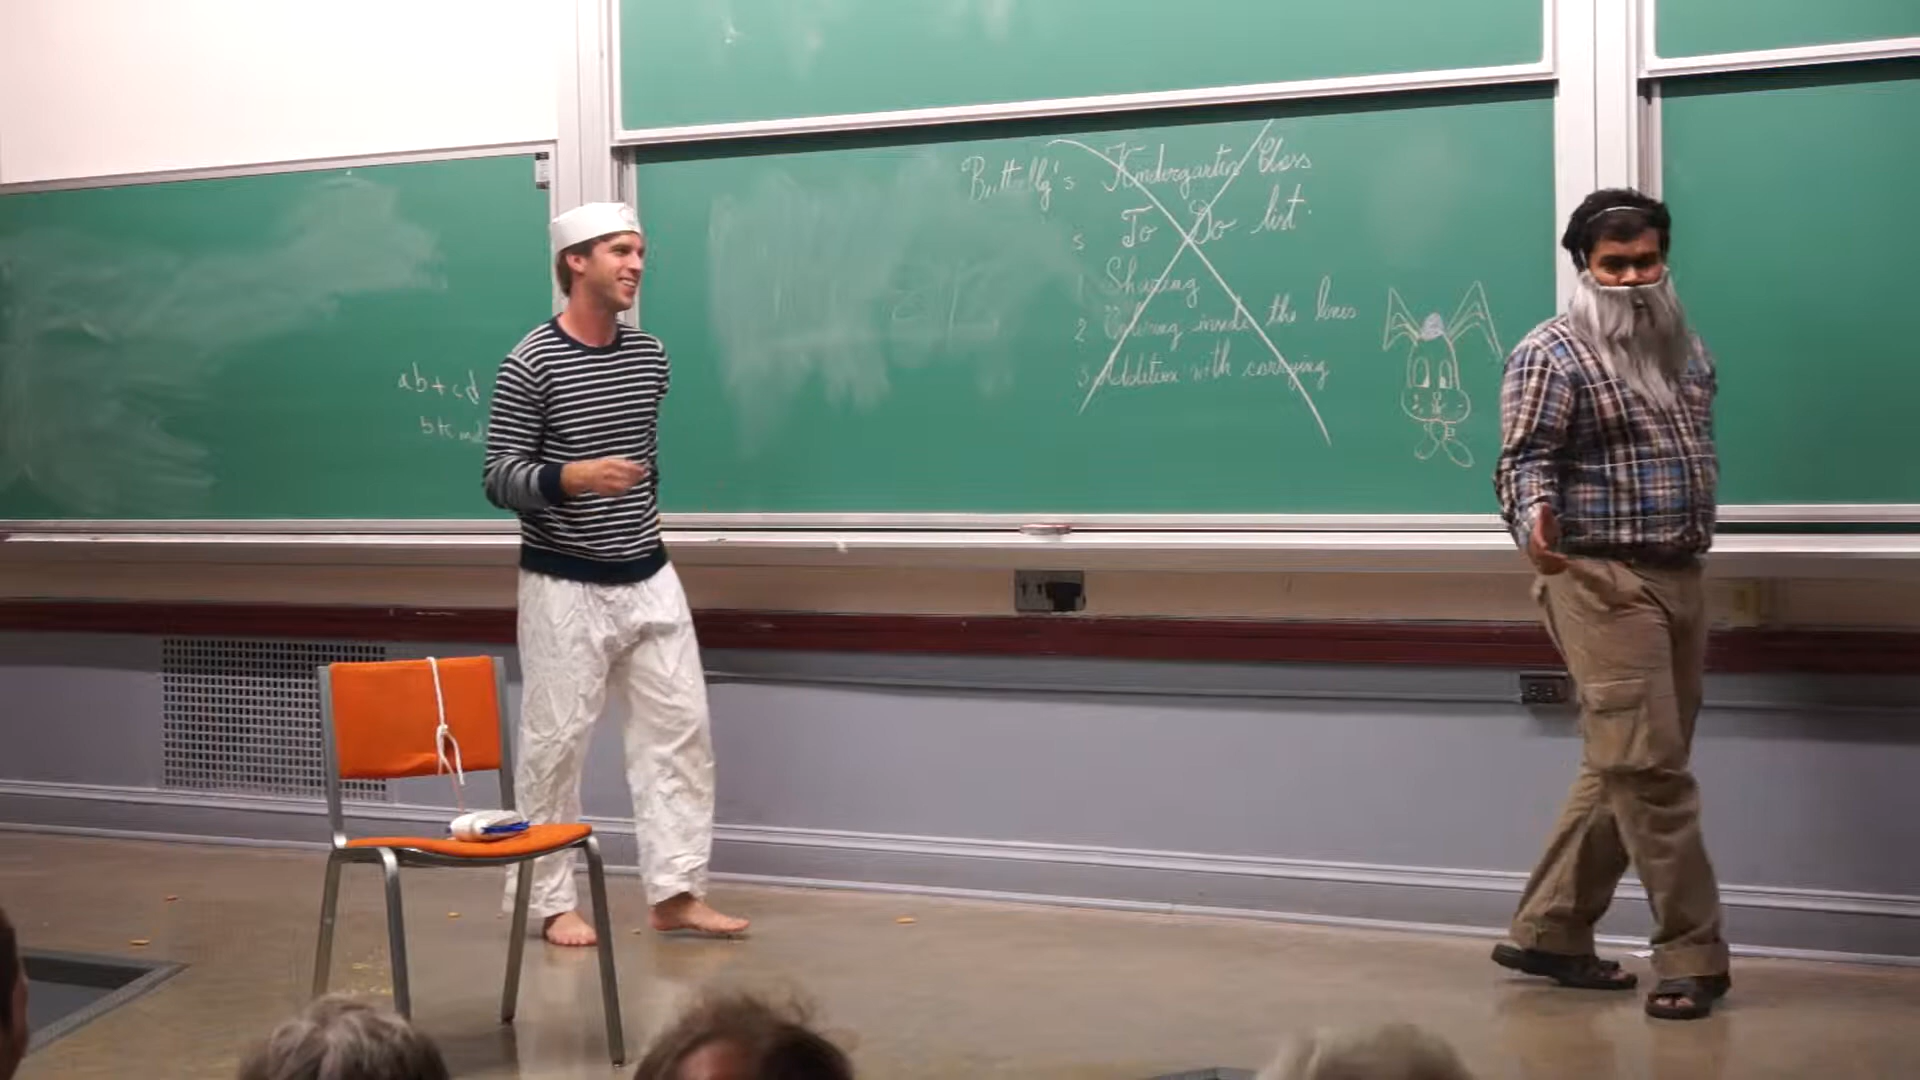 Butterfly's Kindergarten Class
s To Do list
1 Sharing
2 Coloring inside the lines
3 Addition with carrying
ab+cd